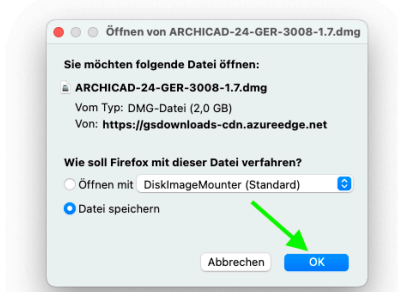 Öffnen von ARCHICAD-24-GER-3008-1.7.dmg
Sie möchten folgende Datei öffnen:
ARCHICAD-24-GER-3008-1.7.dmg
Vom Typ: DMG-Datei (2,0 GB)
Von: https://gsdownloads-cdn.azureedge.net
Wie soll Firefox mit dieser Datei verfahren?
Öffnen mit DiskImageMounter (Standard)
Datei speichern
Abbrechen OK